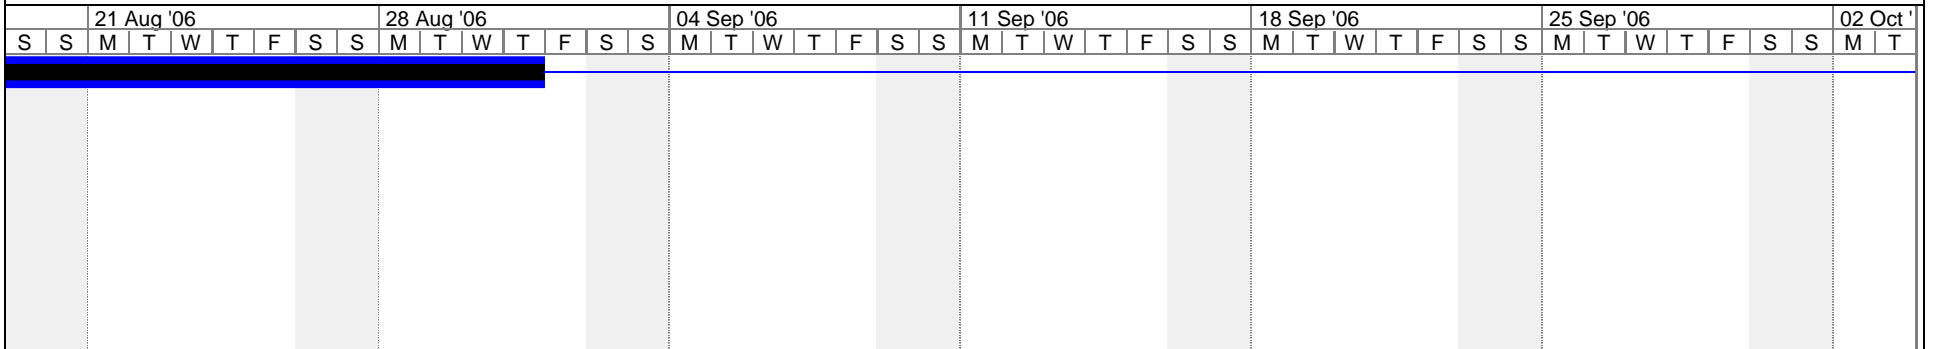 21 Aug '06 28 Aug '06 04 Sep '06 11 Sep '06 18 Sep '06 25 Sep '06 02 Oct '
S S M T W T F S S M T W T F S S M T W T F S S M T W T F S S M T W T F S S M T W T F S S M T